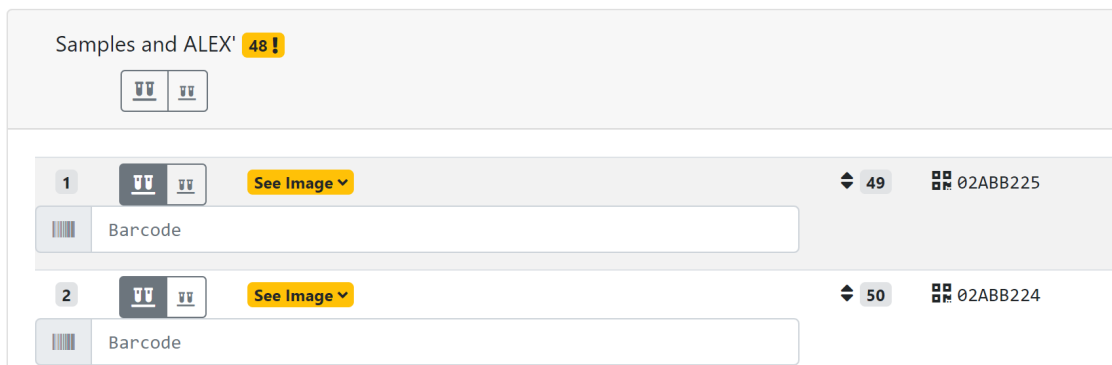 Samples and ALEX' 48!
1 See Image 49 02ABB225
Barcode
2 See Image 50 02ABB224
Barcode